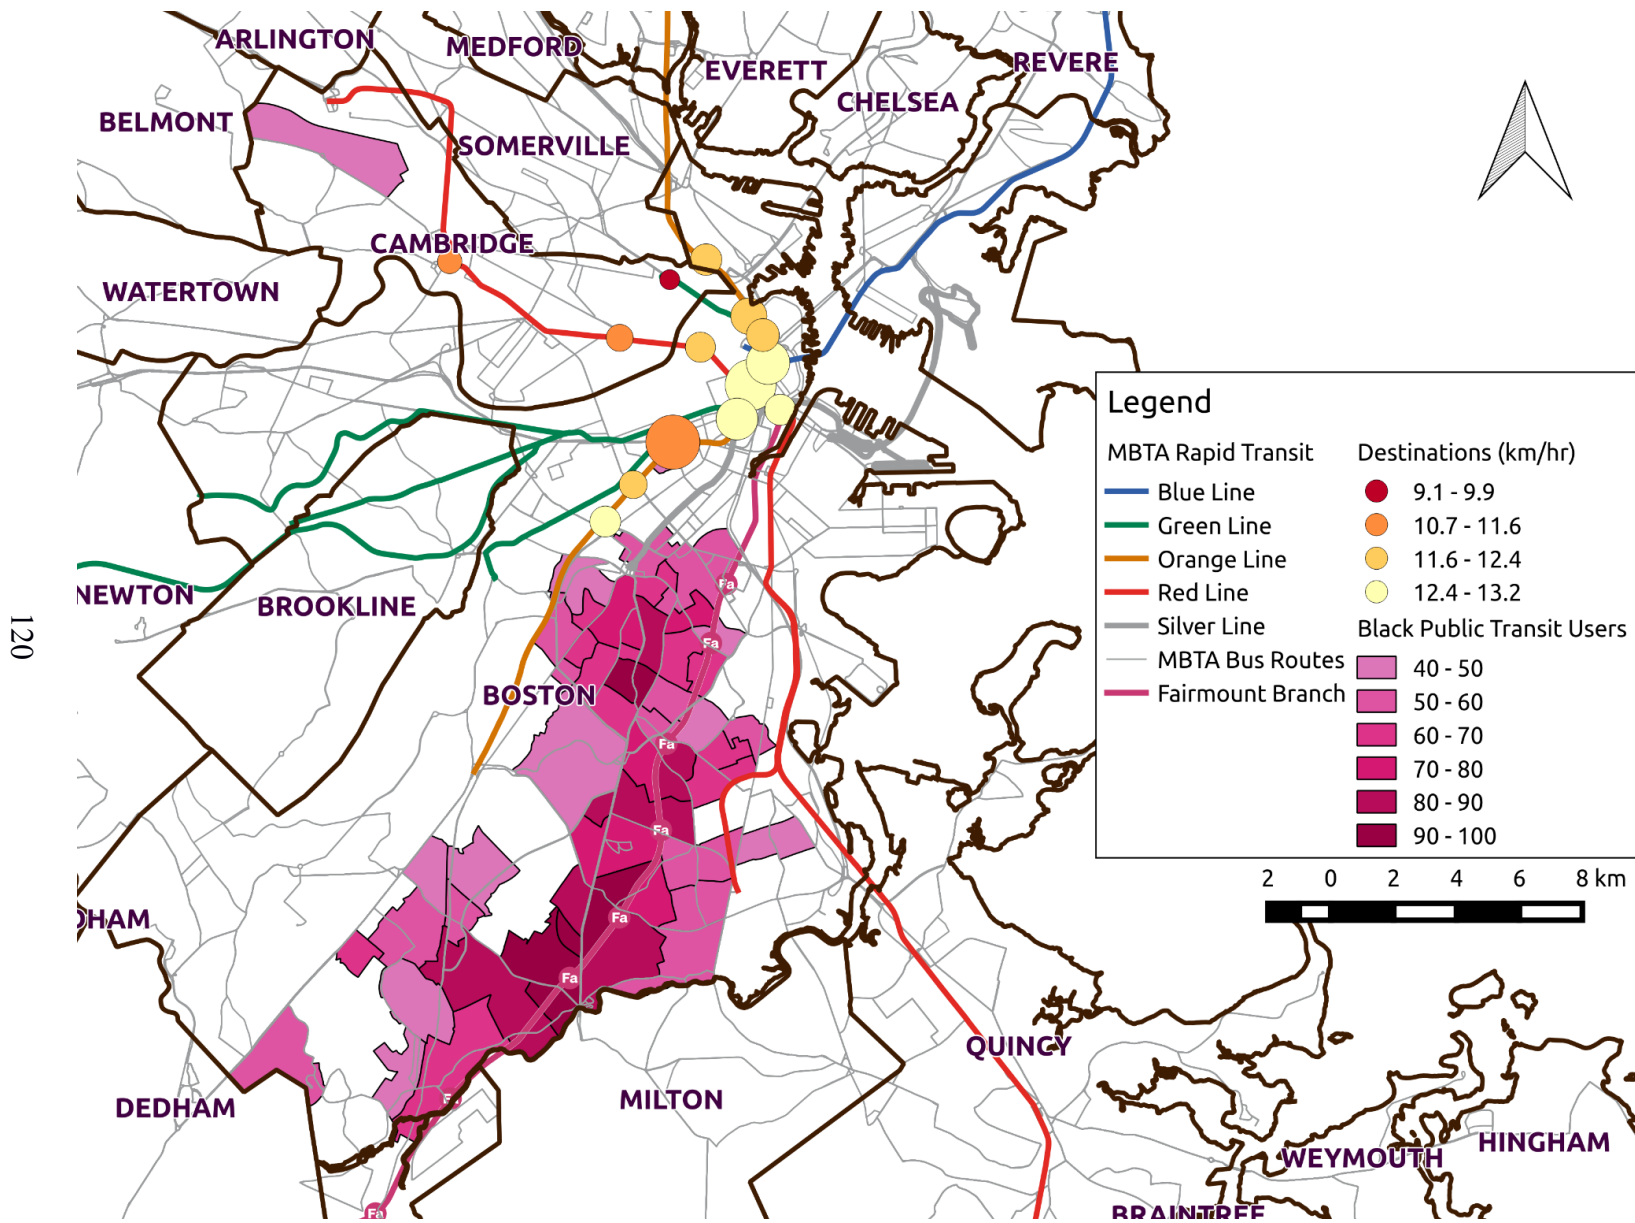 ARLINGTON
MEDFORD
EVERETT
REVERE
CHELSEA
BELMONT
SOMERVILLE
CAMBRIDGE
WATERTOWN
NEWTON
BROOKLINE
BOSTON
DHAM
DEDHAM
MILTON
QUINCY
WEYMOUTH
HINGHAM
BRAINTREE
Fa
Fa
Fa
Fa
Fa
Fa
Fa
Legend
MBTA Rapid Transit
Blue Line
Green Line
Orange Line
Red Line
Silver Line
MBTA Bus Routes
Fairmount Branch
Destinations (km/hr)
9.1 - 9.9
10.7 - 11.6
11.6 - 12.4
12.4 - 13.2
Black Public Transit Users
40 - 50
50 - 60
60 - 70
70 - 80
80 - 90
90 - 100
2 0 2 4 6 8 km
120